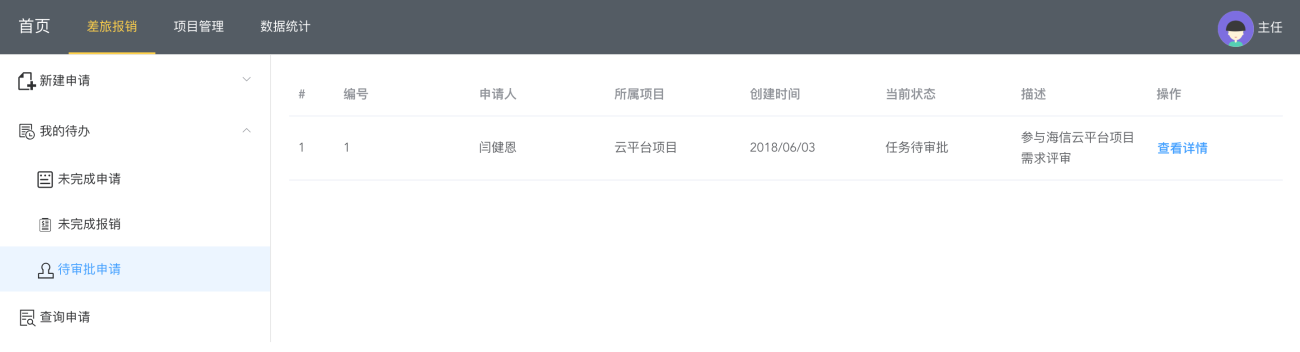 首页 差旅报销 项目管理 数据统计 主任
新建申请
我的待办
未完成申请
未完成报销
待审批申请
查询申请
# 编号 申请人 所属项目 创建时间 当前状态 描述 操作
1 1 闫健恩 云平台项目 2018/06/03 任务待审批 参与海信云平台项目 查看详情
需求评审